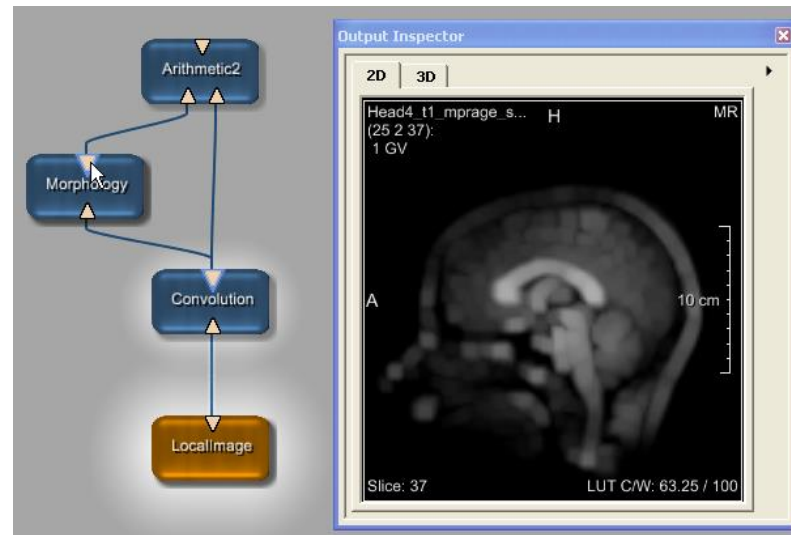 Arithmetic2
Morphology
Convolution
LocalImage
Output Inspector
2D
3D
Head4_t1_mprage_s...
H
MR
(25 2 37):
1 GV
A
10 cm
Slice: 37
LUT C/W: 63.25 / 100